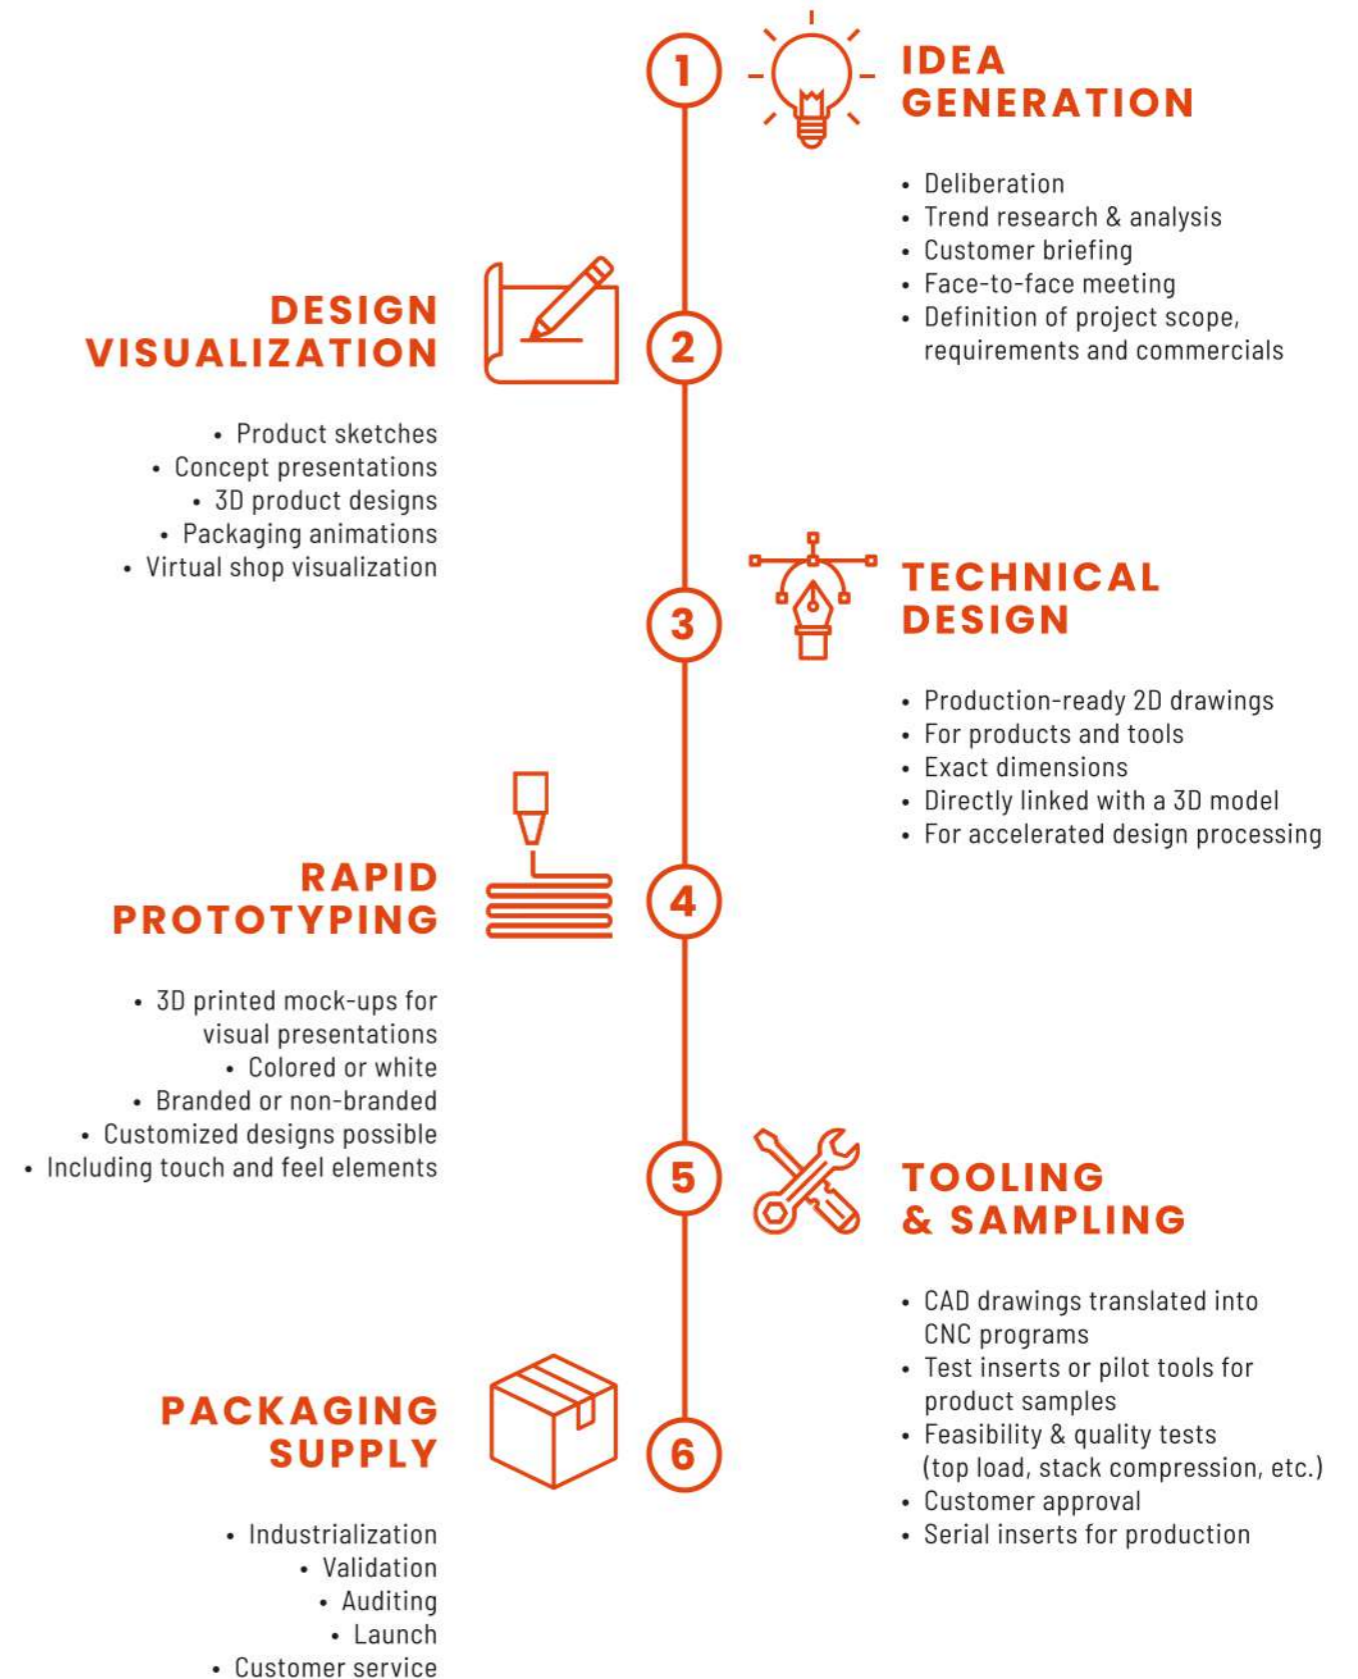 1
IDEA
GENERATION
• Deliberation
• Trend research & analysis
• Customer briefing
• Face-to-face meeting
• Definition of project scope,
requirements and commercials
2
DESIGN
VISUALIZATION
• Product sketches
• Concept presentations
• 3D product designs
• Packaging animations
• Virtual shop visualization
3
TECHNICAL
DESIGN
• Production-ready 2D drawings
• For products and tools
• Exact dimensions
• Directly linked with a 3D model
• For accelerated design processing
4
RAPID
PROTOTYPING
• 3D printed mock-ups for
visual presentations
• Colored or white
• Branded or non-branded
• Customized designs possible
• Including touch and feel elements
5
TOOLING
& SAMPLING
• CAD drawings translated into
CNC programs
• Test inserts or pilot tools for
product samples
• Feasibility & quality tests
(top load, stack compression, etc.)
• Customer approval
• Serial inserts for production
6
PACKAGING
SUPPLY
• Industrialization
• Validation
• Auditing
• Launch
• Customer service